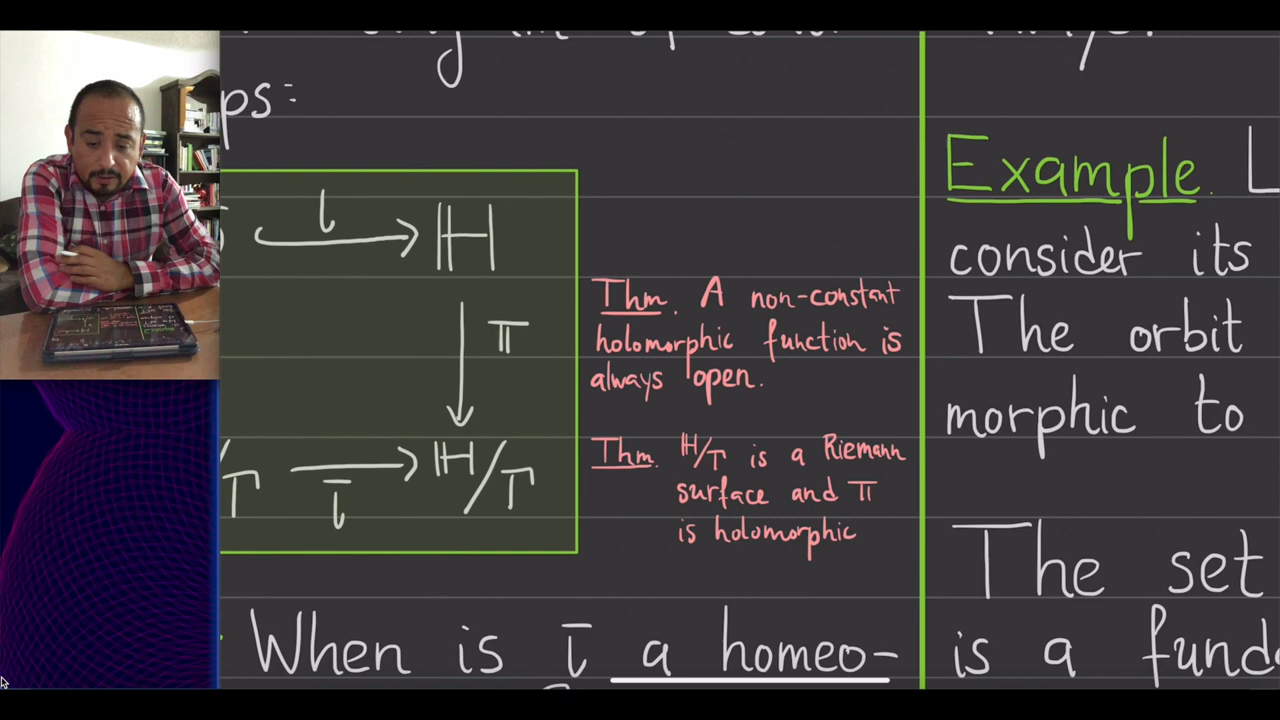 ps:
ι
ℍ
π
ℍ/Γ
/Γ
ῑ
Thm. A non-constant
holomorphic function is
always open.
Thm. ℍ/Γ is a Riemann
surface and π
is holomorphic
When is ῑ a homeo-
Example. L
consider its
The orbit
morphic to
The set
is a fund